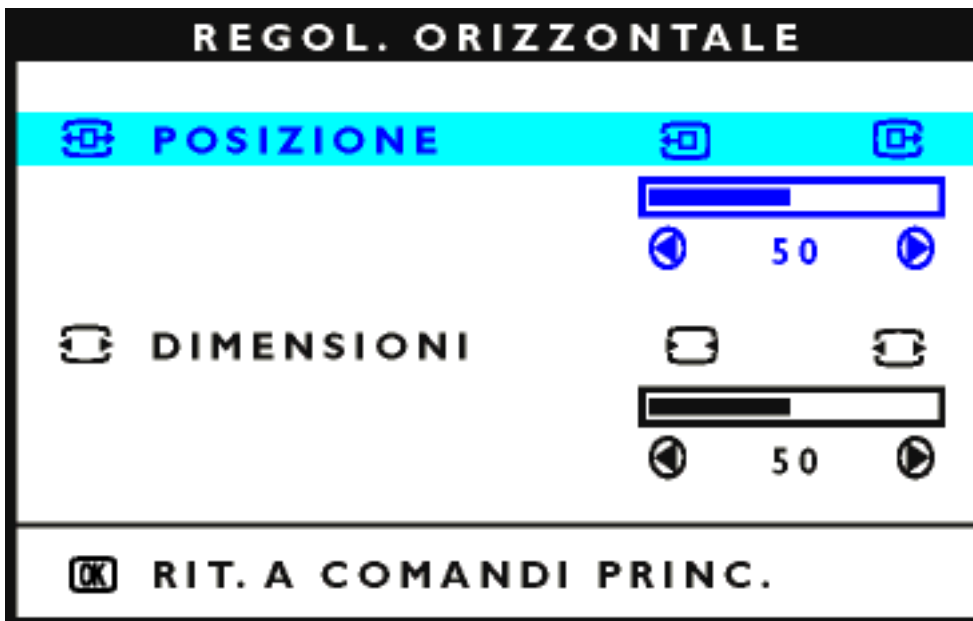 REGOL. ORIZZONTALE
POSIZIONE
50
DIMENSIONI
50
OK RIT. A COMANDI PRINC.